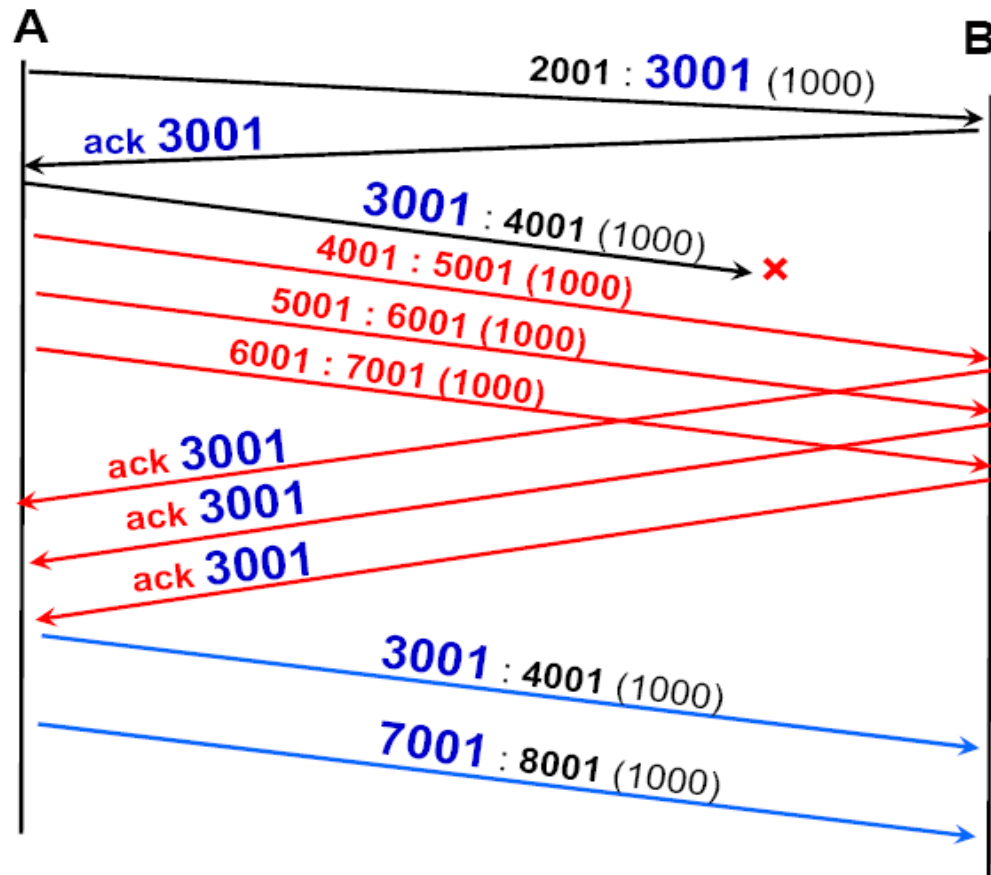 A
B
2001 : 3001 (1000)
ack 3001
3001 : 4001 (1000)
4001 : 5001 (1000)
5001 : 6001 (1000)
6001 : 7001 (1000)
ack 3001
ack 3001
ack 3001
3001 : 4001 (1000)
7001 : 8001 (1000)